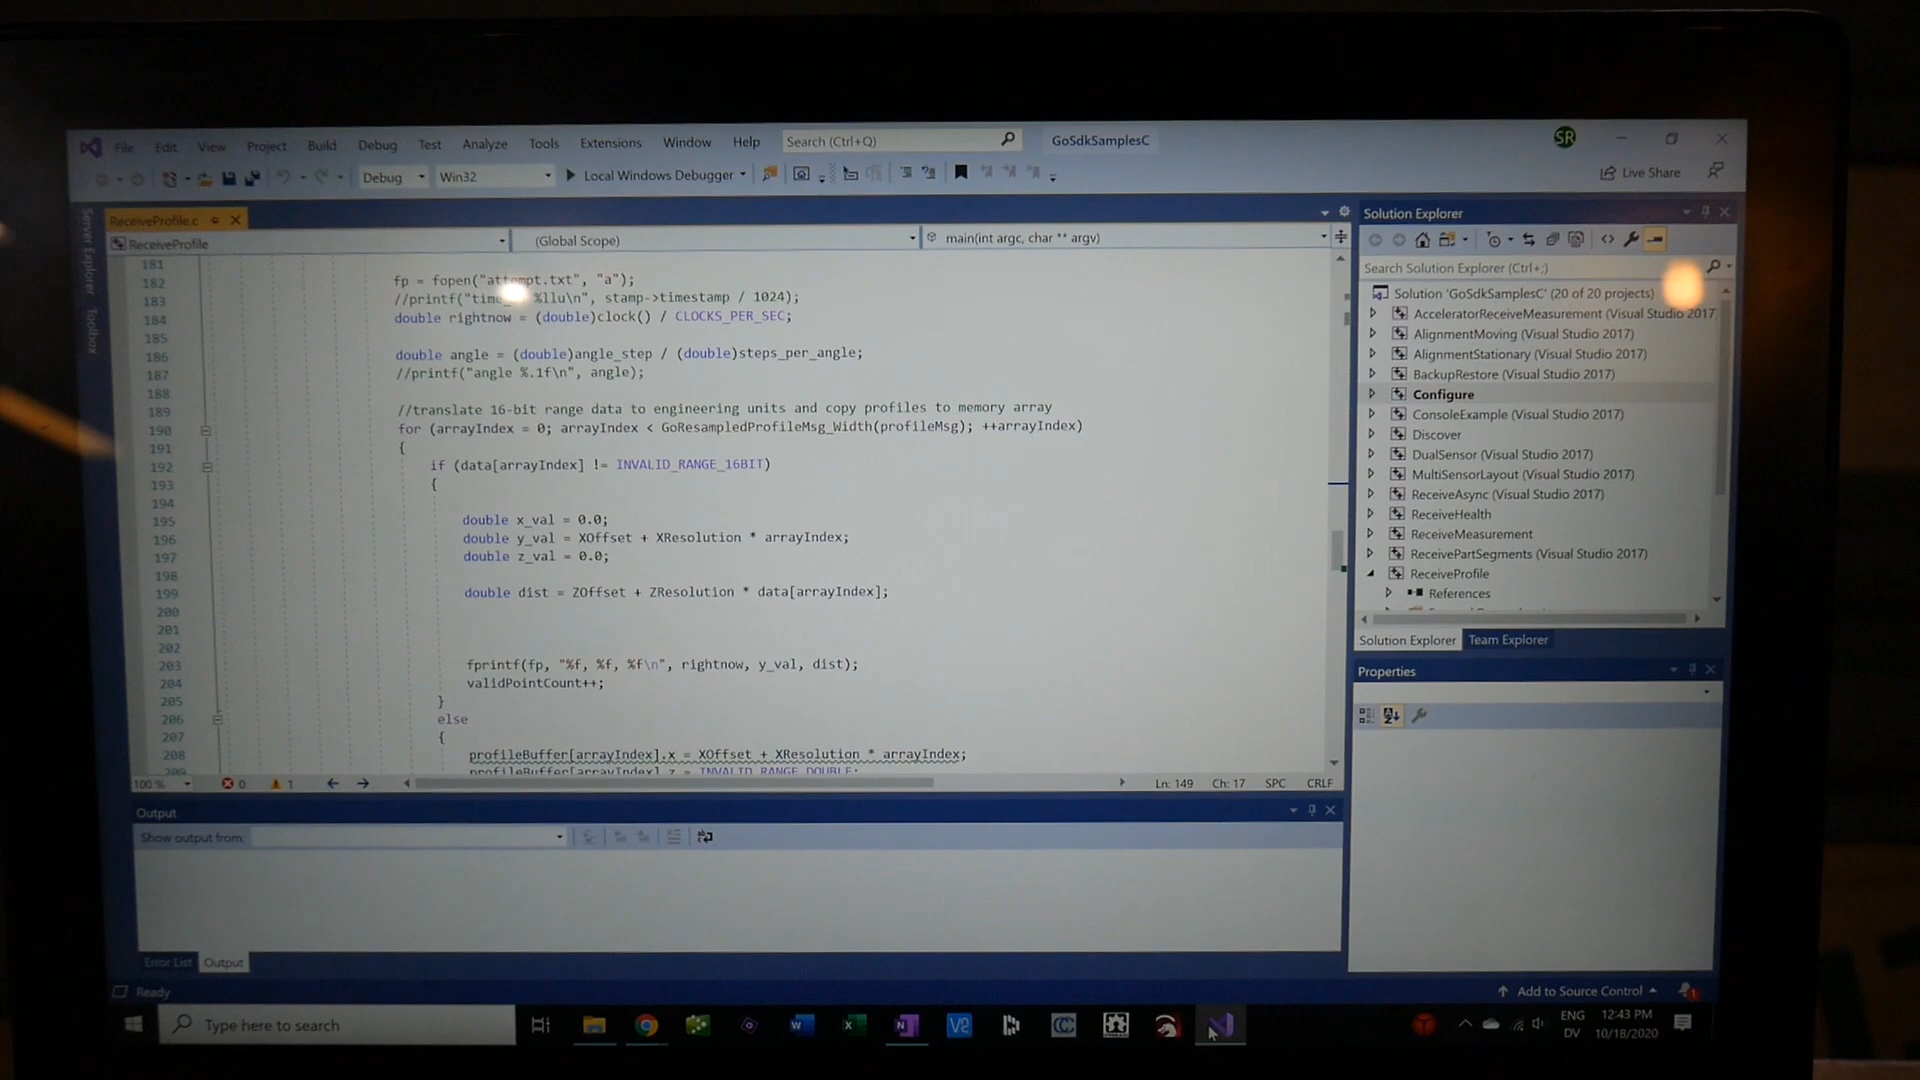 File Edit View Project Build Debug Test Analyze Tools Extensions Window Help Search (Ctrl+Q) GoSdkSamplesC SR
Debug Win32 Local Windows Debugger Live Share
Server Explorer Toolbox
ReceiveProfile.c
ReceiveProfile (Global Scope) main(int argc, char ** argv)
181
182 fp = fopen("attempt.txt", "a");
183 //printf("time %llu\n", stamp->timestamp / 1024);
184 double rightnow = (double)clock() / CLOCKS_PER_SEC;
185
186 double angle = (double)angle_step / (double)steps_per_angle;
187 //printf("angle %.1f\n", angle);
188
189 //translate 16-bit range data to engineering units and copy profiles to memory array
190 for (arrayIndex = 0; arrayIndex < GoResampledProfileMsg_Width(profileMsg); ++arrayIndex)
191 {
192 if (data[arrayIndex] != INVALID_RANGE_16BIT)
193 {
194
195 double x_val = 0.0;
196 double y_val = XOffset + XResolution * arrayIndex;
197 double z_val = 0.0;
198
199 double dist = ZOffset + ZResolution * data[arrayIndex];
200
201
202
203 fprintf(fp, "%f, %f, %f\n", rightnow, y_val, dist);
204 validPointCount++;
205 }
206 else
207 {
208 profileBuffer[arrayIndex].x = XOffset + XResolution * arrayIndex;
209 profileBuffer[arrayIndex].z = INVALID_RANGE_DOUBLE;
100 % 0 1 Ln: 149 Ch: 17 SPC CRLF
Output
Show output from:
Error List Output
Solution Explorer
Search Solution Explorer (Ctrl+;)
Solution 'GoSdkSamplesC' (20 of 20 projects)
AcceleratorReceiveMeasurement (Visual Studio 2017
AlignmentMoving (Visual Studio 2017)
AlignmentStationary (Visual Studio 2017)
BackupRestore (Visual Studio 2017)
Configure
ConsoleExample (Visual Studio 2017)
Discover
DualSensor (Visual Studio 2017)
MultiSensorLayout (Visual Studio 2017)
ReceiveAsync (Visual Studio 2017)
ReceiveHealth
ReceiveMeasurement
ReceivePartSegments (Visual Studio 2017)
ReceiveProfile
References
Solution Explorer Team Explorer
Properties
Ready Add to Source Control 1
Type here to search
ENG 12:43 PM
DV 10/18/2020